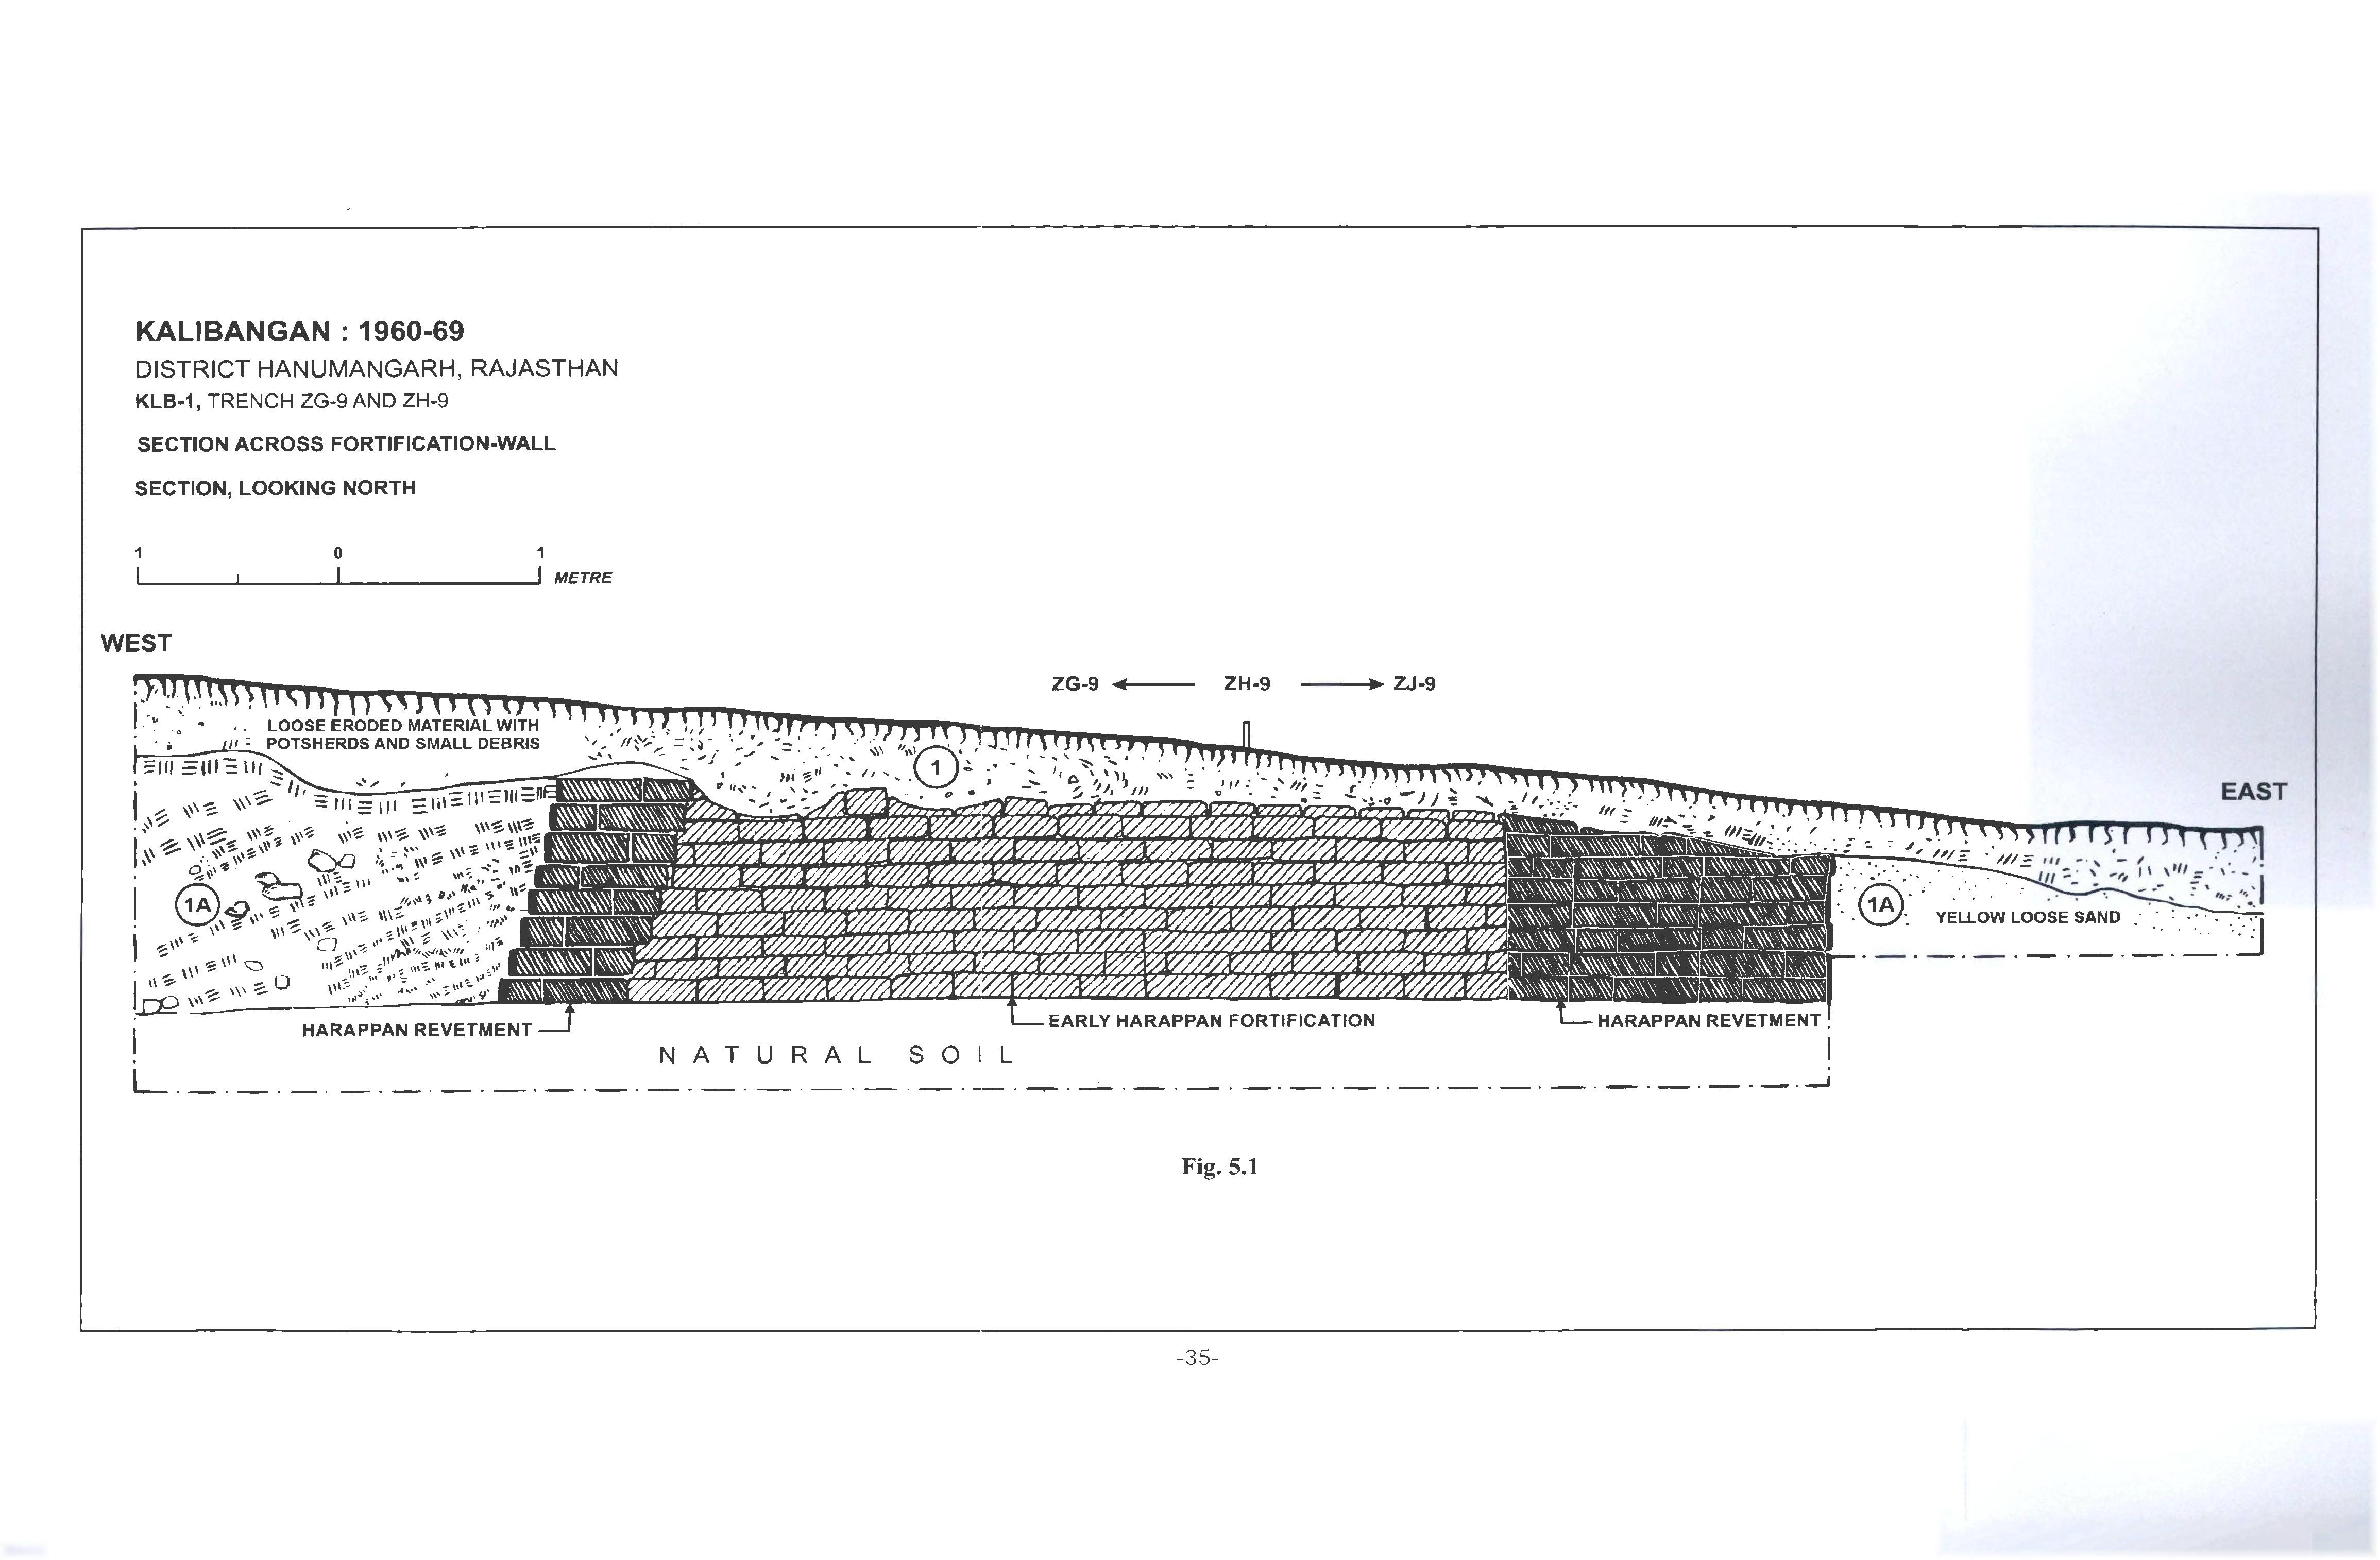 KALIBANGAN : 1960-69
DISTRICT HANUMANGARH, RAJASTHAN
KLB-1, TRENCH ZG-9 AND ZH-9
SECTION ACROSS FORTIFICATION-WALL
SECTION, LOOKING NORTH
1 0 1
METRE
WEST
ZG-9 ZH-9 ZJ-9
LOOSE ERODED MATERIAL WITH
POTSHERDS AND SMALL DEBRIS
1
EAST
1A
1A
YELLOW LOOSE SAND
HARAPPAN REVETMENT
EARLY HARAPPAN FORTIFICATION
HARAPPAN REVETMENT
NATURAL SOIL
Fig. 5.1
-35-